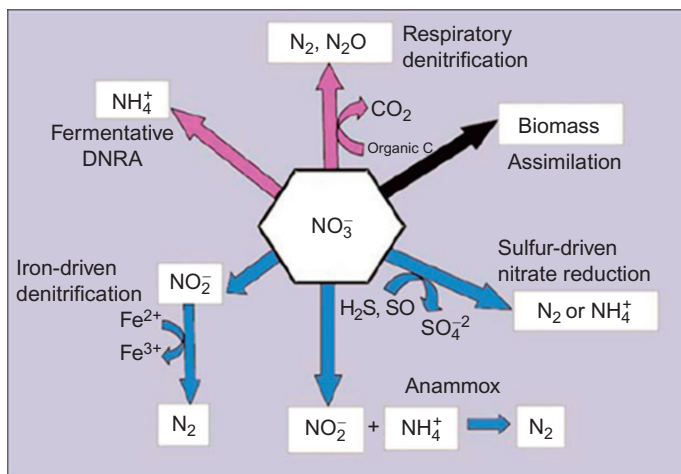 N₂, N₂O
Respiratory
denitrification
NH₄⁺
Fermentative
DNRA
CO₂
Organic C
Biomass
Assimilation
NO₃⁻
Iron-driven
denitrification
NO₂⁻
Fe²⁺
Fe³⁺
N₂
Sulfur-driven
nitrate reduction
H₂S, SO
SO₄⁻²
N₂ or NH₄⁺
Anammox
NO₂⁻ + NH₄⁺ N₂